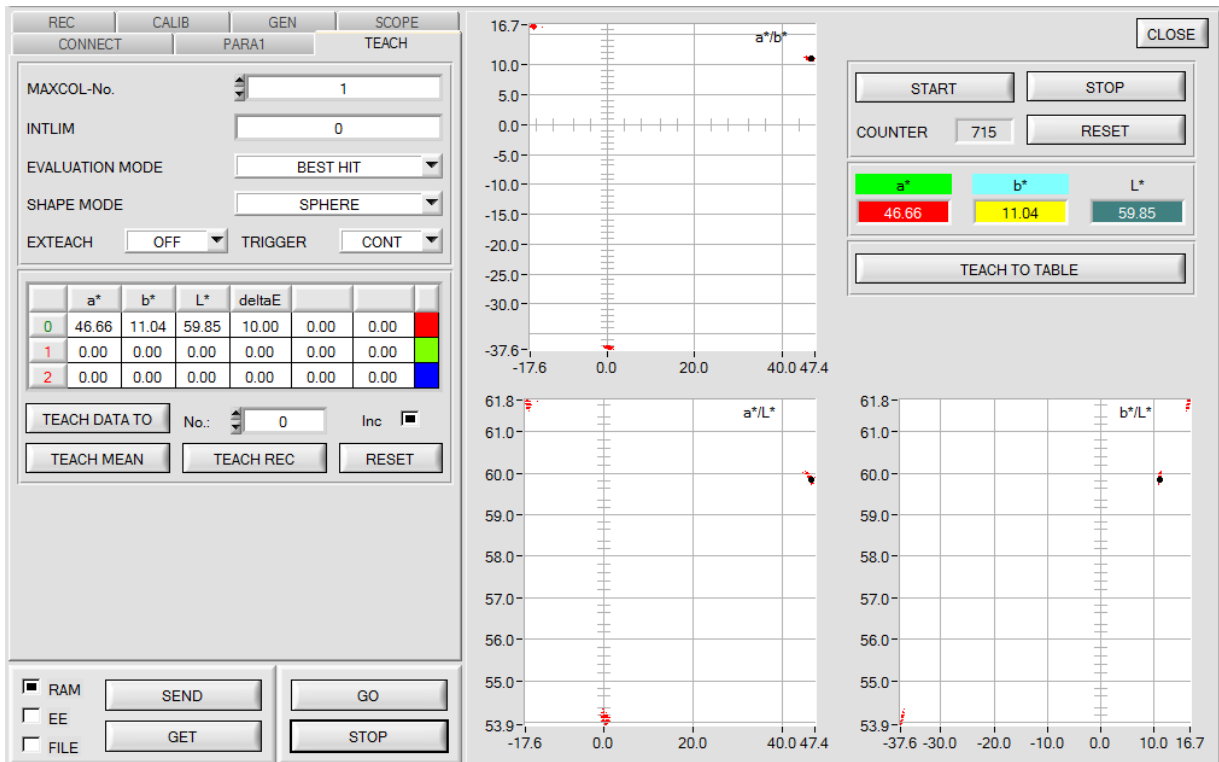 REC CALIB GEN SCOPE
CONNECT PARA1 TEACH
MAXCOL-No. 1
INTLIM 0
EVALUATION MODE BEST HIT
SHAPE MODE SPHERE
EXTEACH OFF TRIGGER CONT
a* b* L* deltaE
0 46.66 11.04 59.85 10.00 0.00 0.00
1 0.00 0.00 0.00 0.00 0.00 0.00
2 0.00 0.00 0.00 0.00 0.00 0.00
TEACH DATA TO No.: 0 Inc
TEACH MEAN TEACH REC RESET
RAM SEND GO
EE
FILE GET STOP
a*/b*
16.7
10.0
5.0
0.0
-5.0
-10.0
-15.0
-20.0
-25.0
-30.0
-37.6
-17.6 0.0 20.0 40.0 47.4
a*/L*
61.8
61.0
60.0
59.0
58.0
57.0
56.0
55.0
53.9
-17.6 0.0 20.0 40.0 47.4
CLOSE
START STOP
COUNTER 715 RESET
a* b* L*
46.66 11.04 59.85
TEACH TO TABLE
b*/L*
61.8
61.0
60.0
59.0
58.0
57.0
56.0
55.0
53.9
-37.6 -30.0 -20.0 -10.0 0.0 10.0 16.7